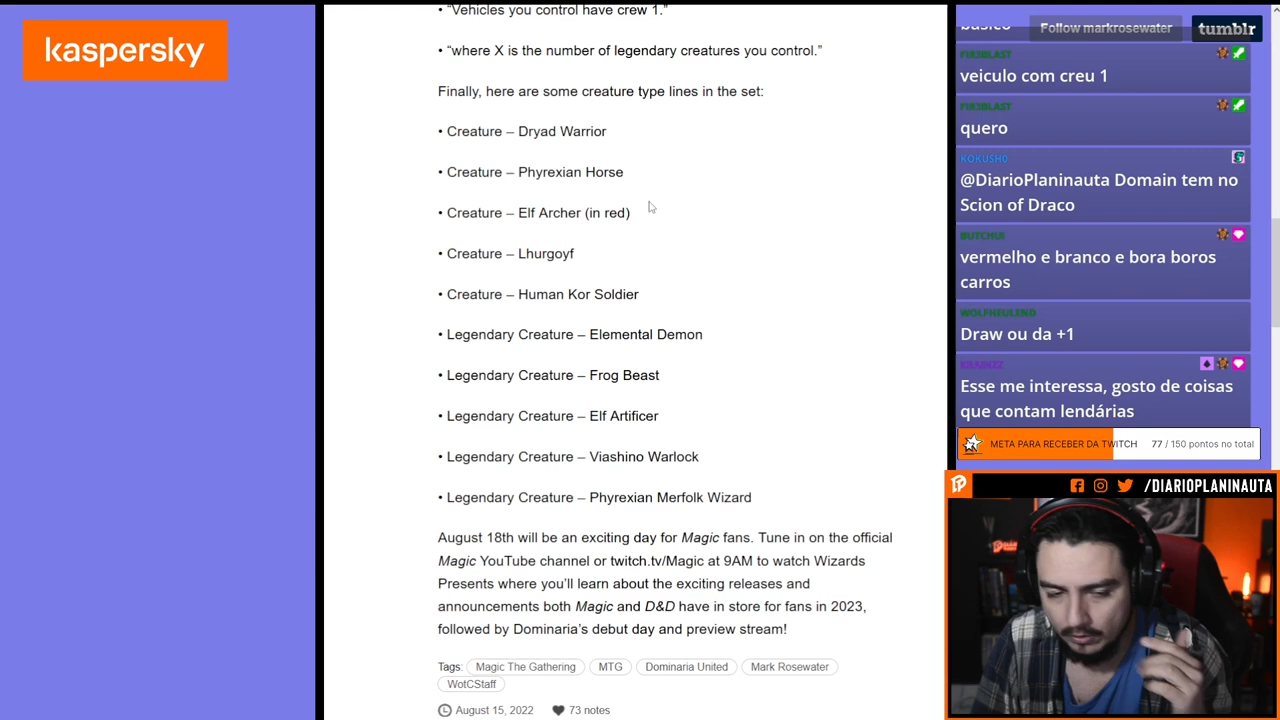 kaspersky
• “Vehicles you control have crew 1.”
• “where X is the number of legendary creatures you control.”
Finally, here are some creature type lines in the set:
• Creature – Dryad Warrior
• Creature – Phyrexian Horse
• Creature – Elf Archer (in red)
• Creature – Lhurgoyf
• Creature – Human Kor Soldier
• Legendary Creature – Elemental Demon
• Legendary Creature – Frog Beast
• Legendary Creature – Elf Artificer
• Legendary Creature – Viashino Warlock
• Legendary Creature – Phyrexian Merfolk Wizard
August 18th will be an exciting day for Magic fans. Tune in on the official
Magic YouTube channel or twitch.tv/Magic at 9AM to watch Wizards
Presents where you’ll learn about the exciting releases and
announcements both Magic and D&D have in store for fans in 2023,
followed by Dominaria’s debut day and preview stream!
Tags: Magic The Gathering MTG Dominaria United Mark Rosewater
WotCStaff
August 15, 2022 73 notes
Follow markrosewater tumblr
veiculo com creu 1
quero
KOKUSH0
@DiarioPlaninauta Domain tem no
Scion of Draco
BUTCHUI
vermelho e branco e bora boros
carros
Draw ou da +1
Esse me interessa, gosto de coisas
que contam lendárias
META PARA RECEBER DA TWITCH 77 / 150 pontos no total
/DIARIOPLANINAUTA